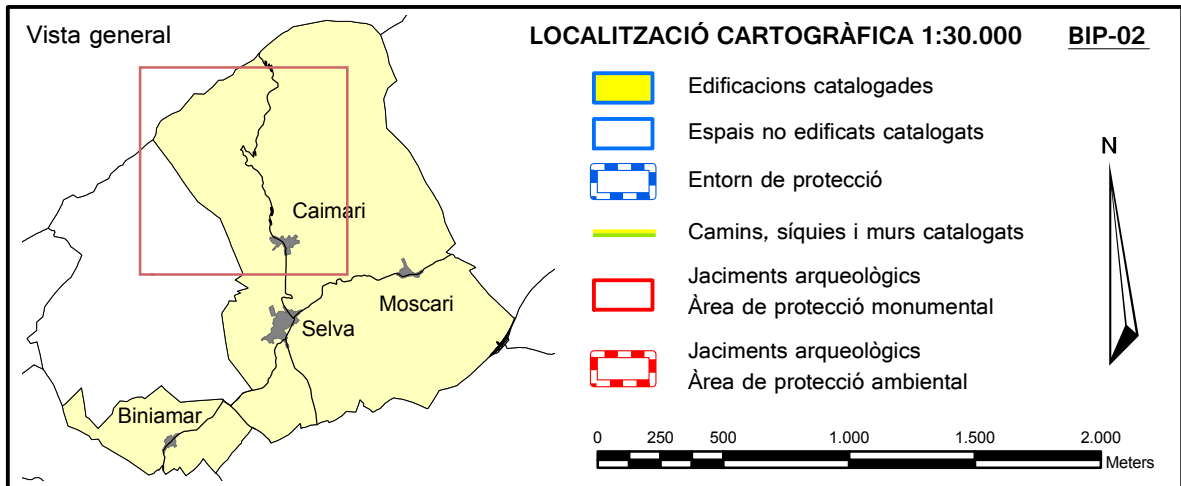 Vista general
LOCALITZACIÓ CARTOGRÀFICA 1:30.000
BIP-02
Caimari
Moscari
Selva
Biniamar
Edificacions catalogades
Espais no edificats catalogats
Entorn de protecció
Camins, síquies i murs catalogats
Jaciments arqueològics
Àrea de protecció monumental
Jaciments arqueològics
Àrea de protecció ambiental
N
0 250 500 1.000 1.500 2.000
Meters